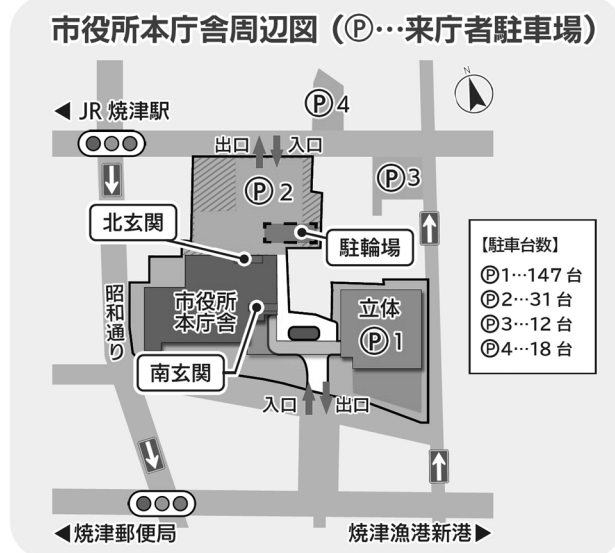 市役所本庁舎周辺図（Ⓟ…来庁者駐車場）
N
◀ JR 焼津駅
Ⓟ4
出口
入口
Ⓟ2
Ⓟ3
北玄関
駐輪場
昭和通り
市役所
本庁舎
立体
Ⓟ1
南玄関
入口
出口
【駐車台数】
Ⓟ1…147 台
Ⓟ2…31 台
Ⓟ3…12 台
Ⓟ4…18 台
◀焼津郵便局
焼津漁港新港▶